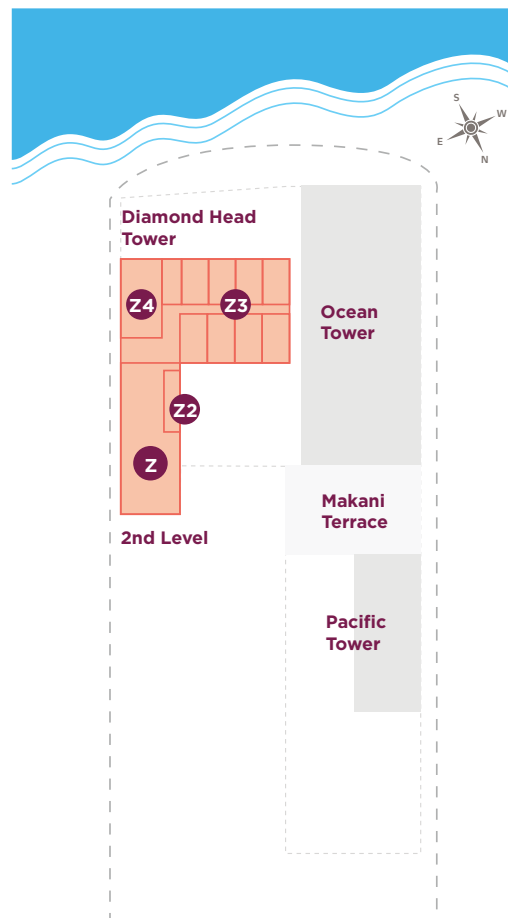 S
W
E
N
Diamond Head
Tower
Z4
Z3
Ocean
Tower
Z2
Z
Makani
Terrace
2nd Level
Pacific
Tower